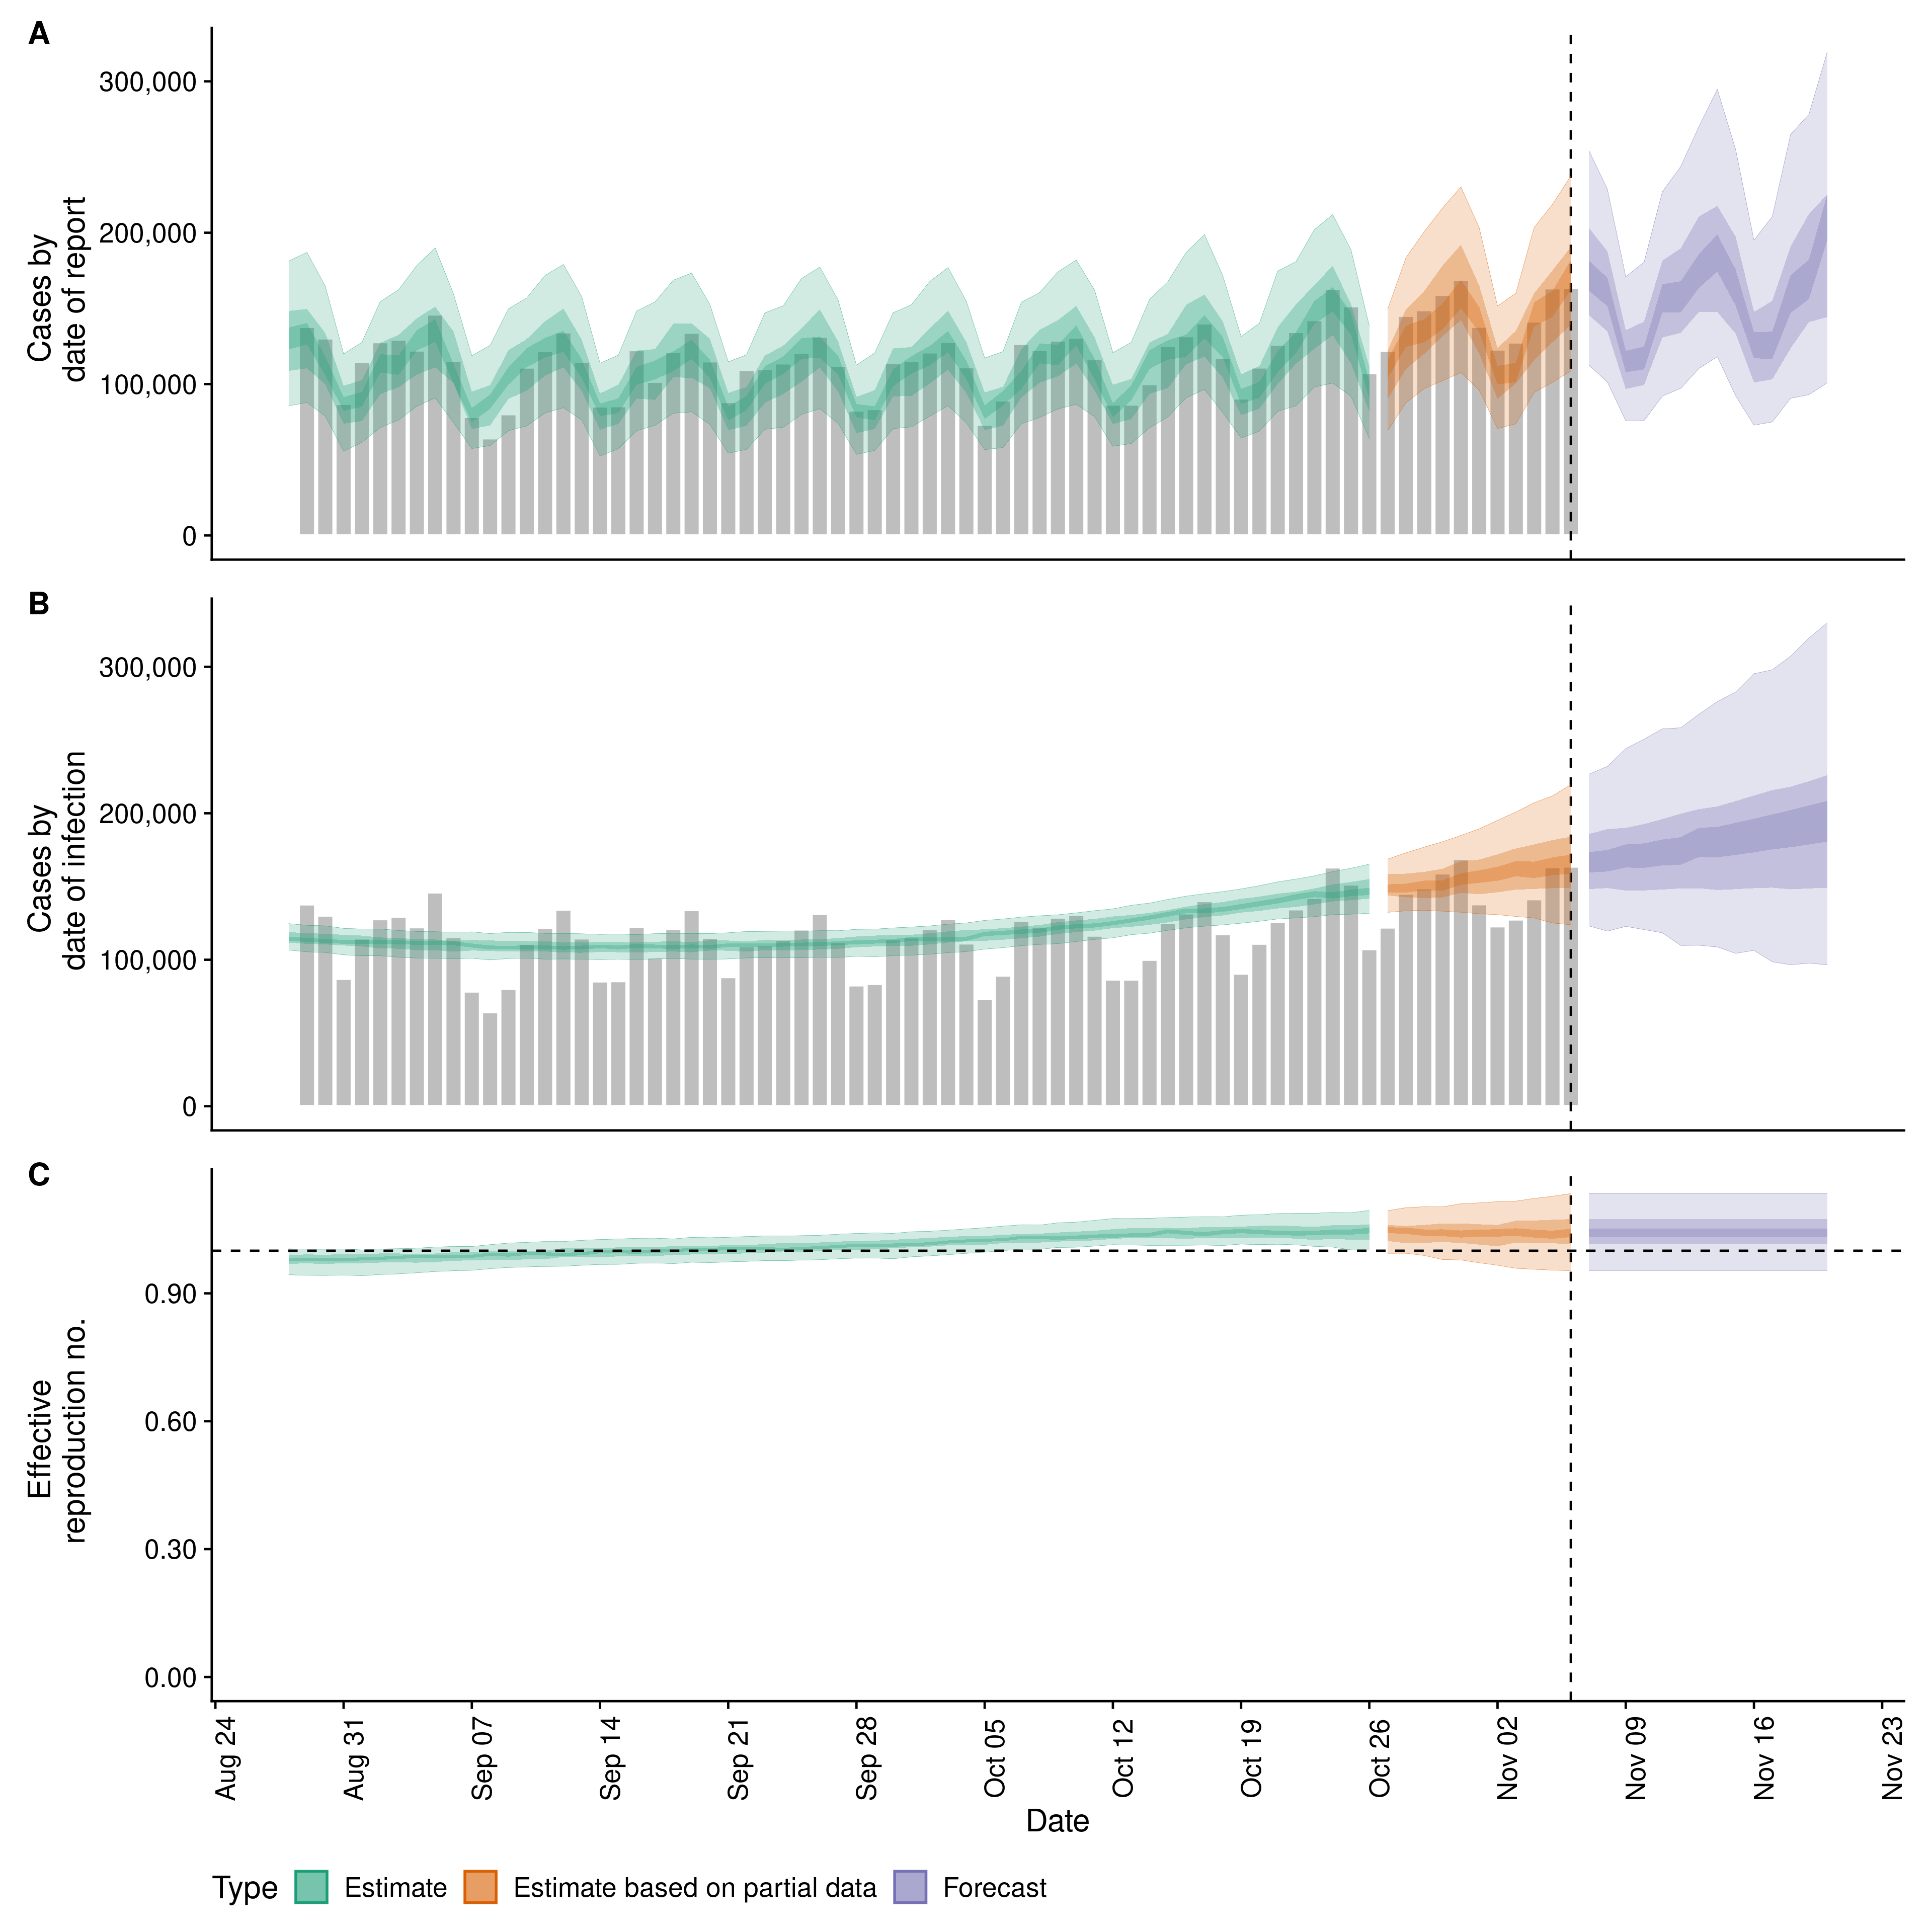 A
Cases by
date of report
300,000
200,000
100,000
0
B
Cases by
date of infection
300,000
200,000
100,000
0
C
Effective
reproduction no.
0.90
0.60
0.30
0.00
Aug 24
Aug 31
Sep 07
Sep 14
Sep 21
Sep 28
Oct 05
Oct 12
Oct 19
Oct 26
Nov 02
Nov 09
Nov 16
Nov 23
Date
Type Estimate Estimate based on partial data Forecast